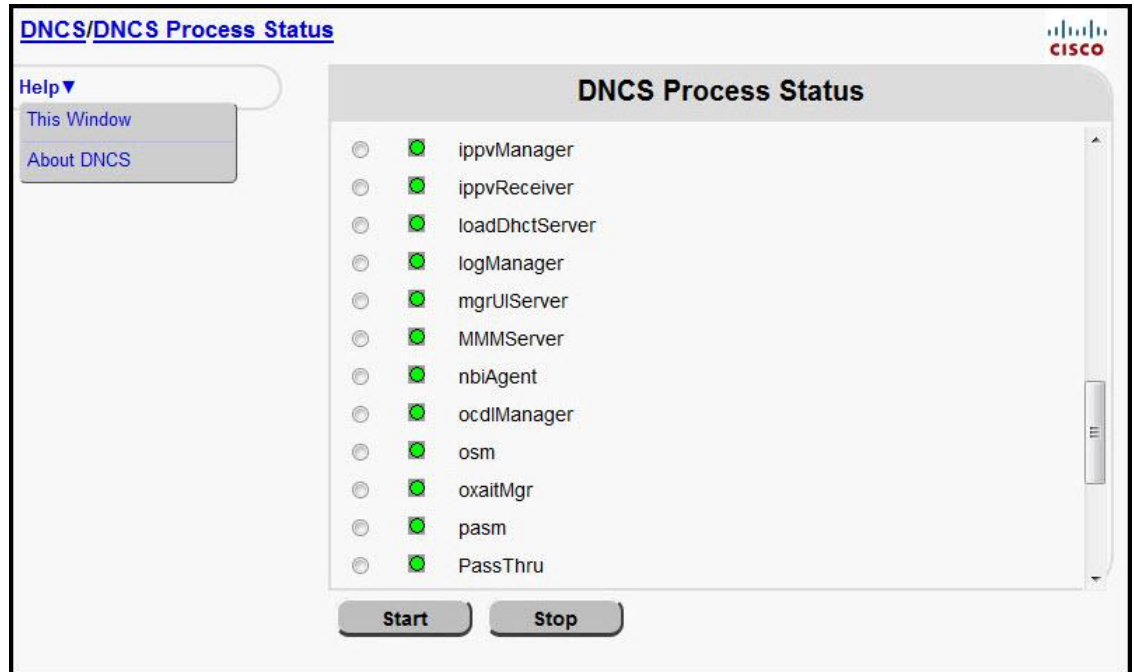 DNCS/DNCS Process Status
CISCO
Help▼
This Window
About DNCS
DNCS Process Status
ippvManager
ippvReceiver
loadDhctServer
logManager
mgrUIServer
MMMServer
nbiAgent
ocdlManager
osm
oxaitMgr
pasm
PassThru
Start
Stop